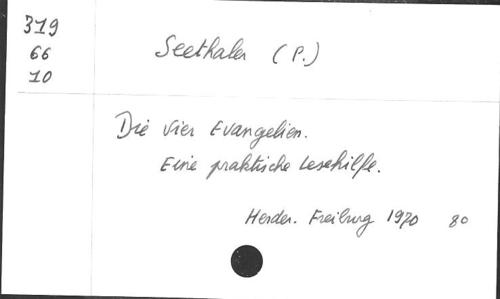 319
66
10
Seethaler (P.)
Die vier Evangelien.
Eine praktische Lesehilfe.
Herder. Freiburg 1970 80